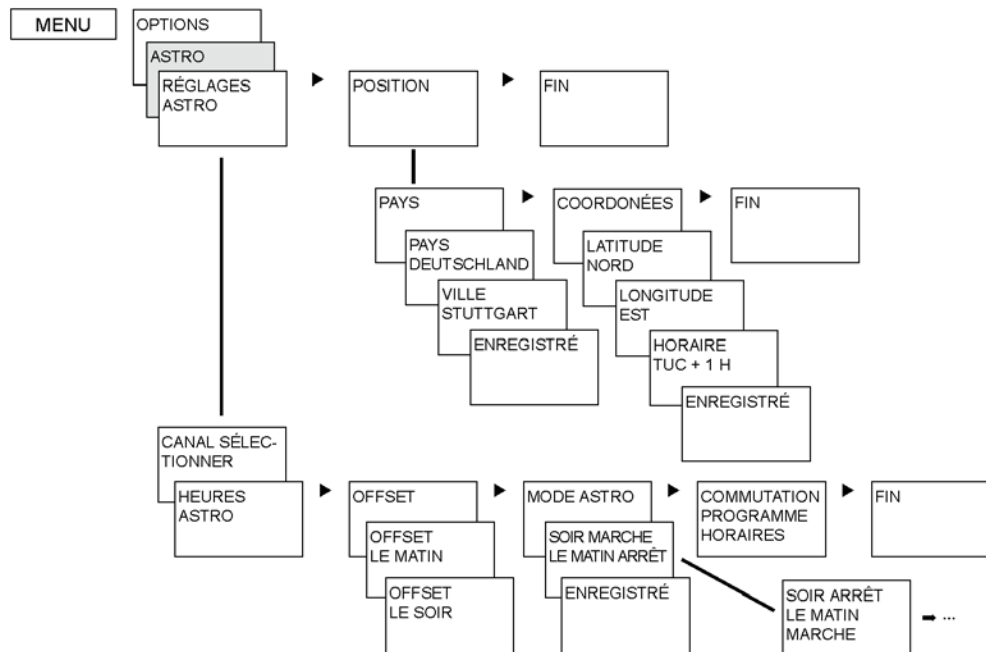 MENU
OPTIONS
ASTRO
RÉGLAGES
ASTRO
POSITION
FIN
PAYS
PAYS
DEUTSCHLAND
VILLE
STUTTGART
ENREGISTRÉ
COORDONÉES
LATITUDE
NORD
LONGITUDE
EST
HORAIRE
TUC + 1 H
ENREGISTRÉ
FIN
CANAL SÉLEC-
TIONNER
HEURES
ASTRO
OFFSET
OFFSET
LE MATIN
OFFSET
LE SOIR
MODE ASTRO
SOIR MARCHE
LE MATIN ARRÊT
ENREGISTRÉ
COMMUTATION
PROGRAMME
HORAIRES
FIN
SOIR ARRÊT
LE MATIN
MARCHE
➡ ...